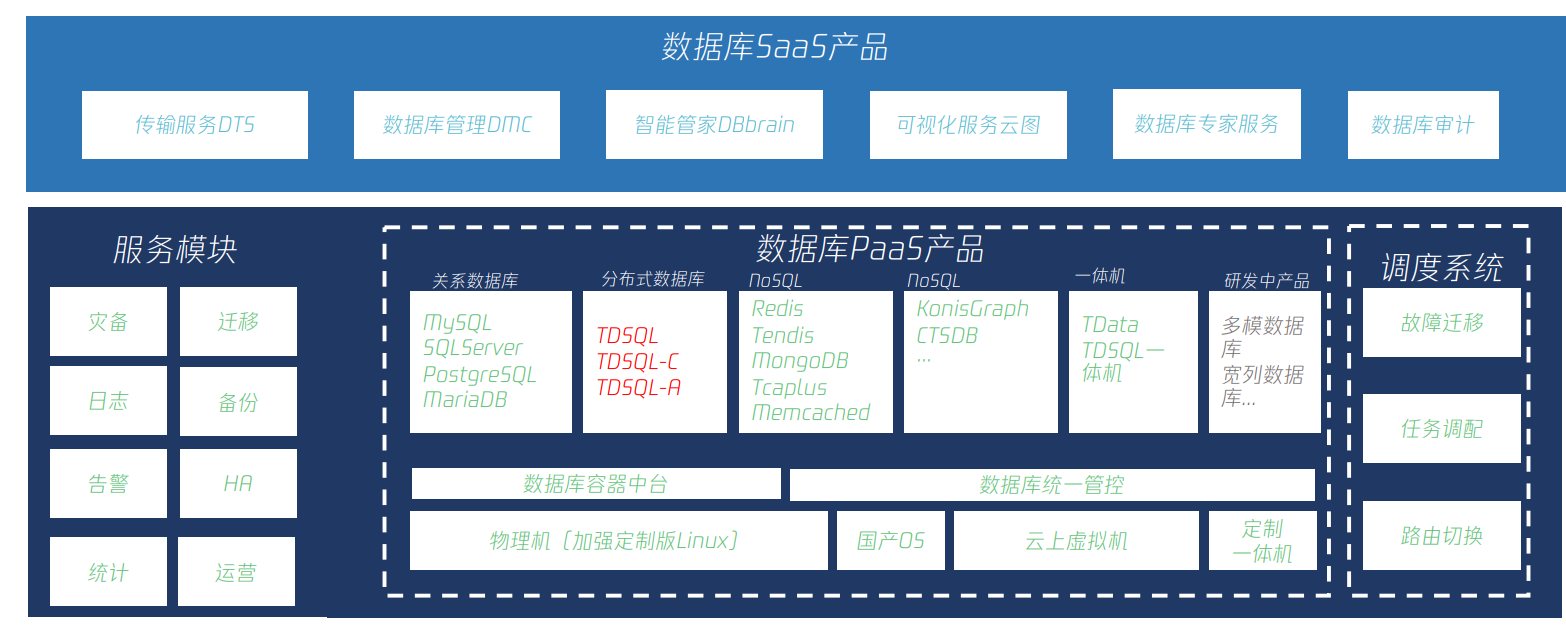 数据库SaaS产品
传输服务DTS
数据库管理DMC
智能管家DBbrain
可视化服务云图
数据库专家服务
数据库审计
服务模块
灾备
迁移
日志
备份
告警
HA
统计
运营
数据库PaaS产品
关系数据库
MySQL
SQLServer
PostgreSQL
MariaDB
分布式数据库
TDSQL
TDSQL-C
TDSQL-A
NoSQL
Redis
Tendis
MongoDB
Tcaplus
Memcached
NoSQL
KonisGraph
CTSDB
...
一体机
TData
TDSQL一
体机
研发中产品
多模数据
库
宽列数据
库...
数据库容器中台
数据库统一管控
物理机（加强定制版Linux）
国产OS
云上虚拟机
定制
一体机
调度系统
故障迁移
任务调配
路由切换